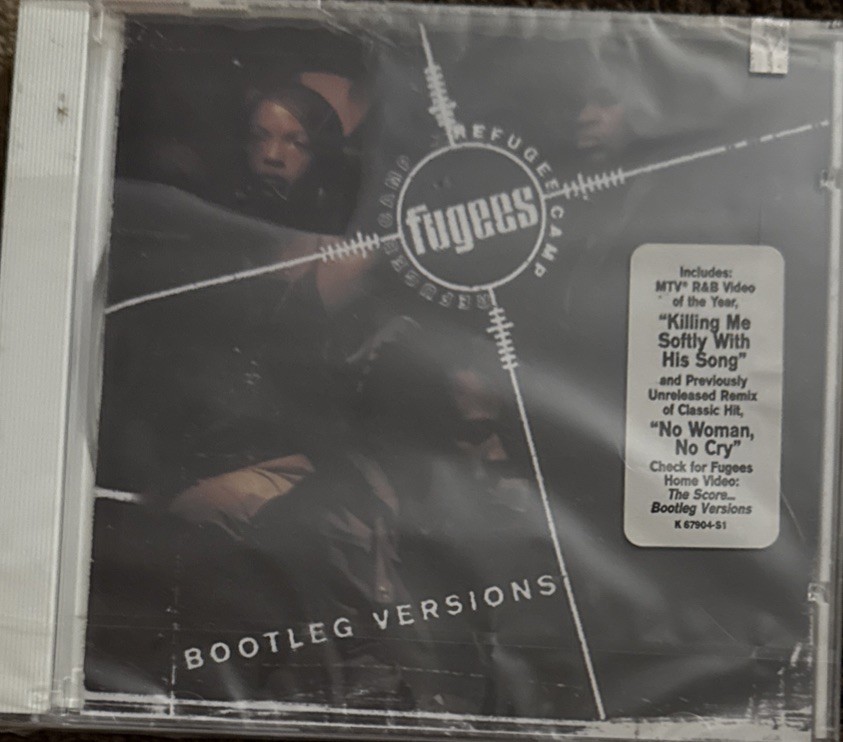 REFUGEE CAMP
fugees
REFUGEE CAMP
Includes:
MTV® R&B Video
of the Year,
“Killing Me
Softly With
His Song”
and Previously
Unreleased Remix
of Classic Hit,
“No Woman,
No Cry”
Check for Fugees
Home Video:
The Score...
Bootleg Versions
K 67904-S1
BOOTLEG VERSIONS